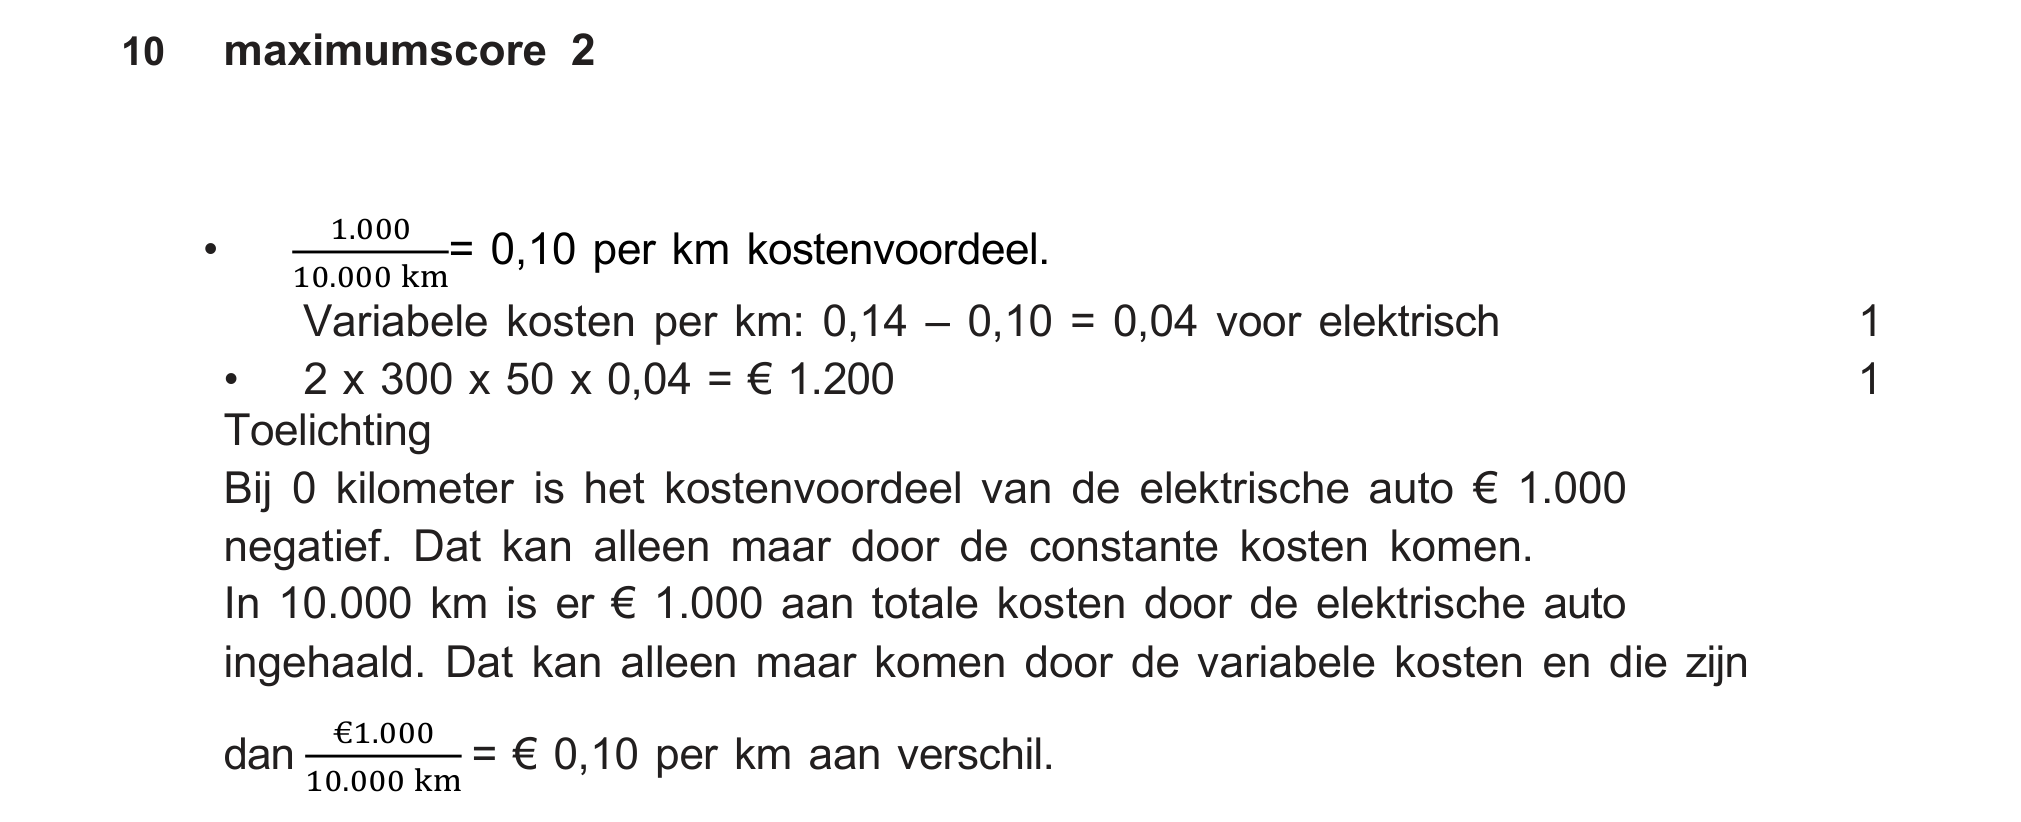 10 maximumscore 2
• 1.000 / 10.000 km = 0,10 per km kostenvoordeel.
Variabele kosten per km: 0,14 – 0,10 = 0,04 voor elektrisch 1
• 2 x 300 x 50 x 0,04 = € 1.200 1
Toelichting
Bij 0 kilometer is het kostenvoordeel van de elektrische auto € 1.000
negatief. Dat kan alleen maar door de constante kosten komen.
In 10.000 km is er € 1.000 aan totale kosten door de elektrische auto
ingehaald. Dat kan alleen maar komen door de variabele kosten en die zijn
dan €1.000 / 10.000 km = € 0,10 per km aan verschil.